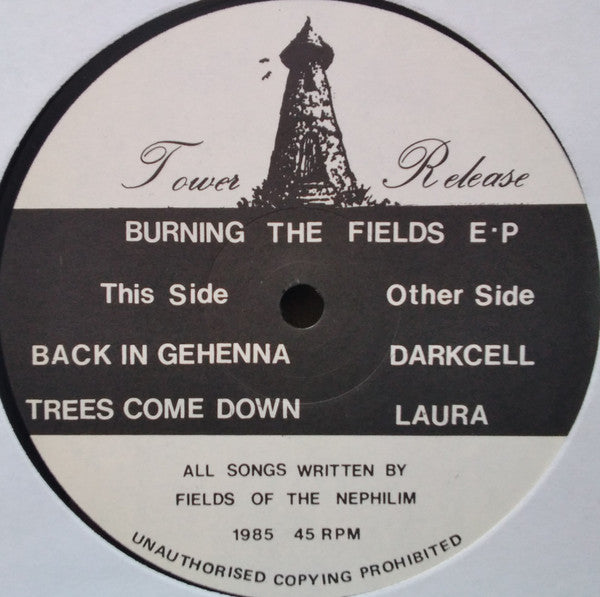 Tower Release
BURNING THE FIELDS E·P
This Side Other Side
BACK IN GEHENNA DARKCELL
TREES COME DOWN LAURA
ALL SONGS WRITTEN BY
FIELDS OF THE NEPHILIM
1985 45 RPM
UNAUTHORISED COPYING PROHIBITED